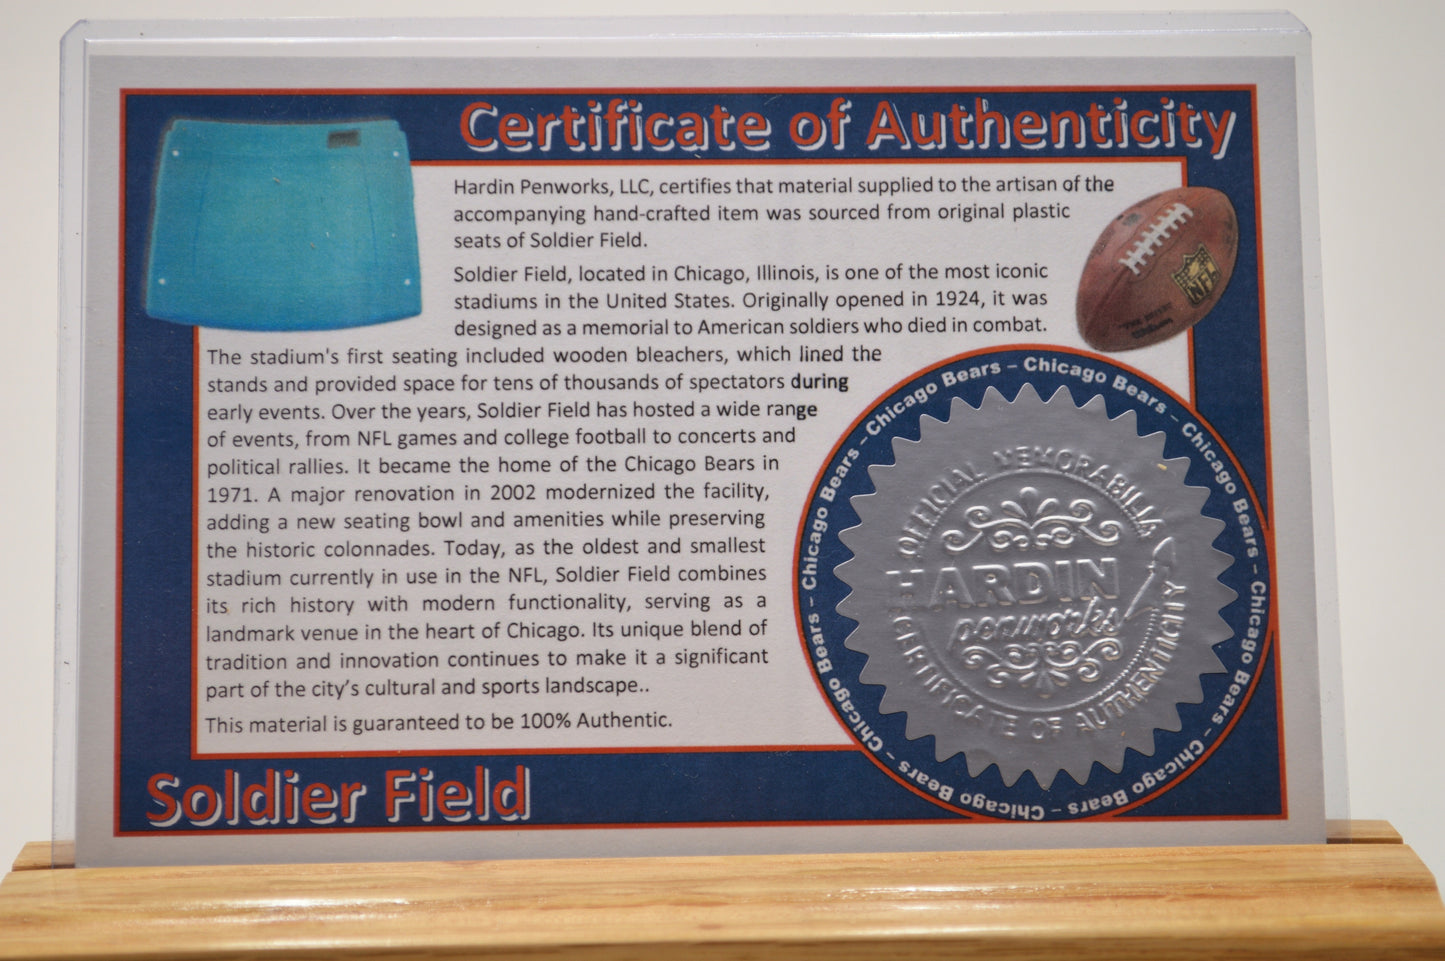 Certificate of Authenticity
Hardin Penworks, LLC, certifies that material supplied to the artisan of the
accompanying hand-crafted item was sourced from original plastic
seats of Soldier Field.
Soldier Field, located in Chicago, Illinois, is one of the most iconic
stadiums in the United States. Originally opened in 1924, it was
designed as a memorial to American soldiers who died in combat.
The stadium's first seating included wooden bleachers, which lined the
stands and provided space for tens of thousands of spectators during
early events. Over the years, Soldier Field has hosted a wide range
of events, from NFL games and college football to concerts and
political rallies. It became the home of the Chicago Bears in
1971. A major renovation in 2002 modernized the facility,
adding a new seating bowl and amenities while preserving
the historic colonnades. Today, as the oldest and smallest
stadium currently in use in the NFL, Soldier Field combines
its rich history with modern functionality, serving as a
landmark venue in the heart of Chicago. Its unique blend of
tradition and innovation continues to make it a significant
part of the city’s cultural and sports landscape..
This material is guaranteed to be 100% Authentic.
Soldier Field
NFL
Chicago Bears – Chicago Bears – Chicago Bears – Chicago Bears – Chicago Bears – Chicago Bears – Chicago Bears – Chicago Bears – Chicago Bears – Chicago Bears – Chicago Bears –
OFFICIAL MEMORABILIA
HARDIN
penworks
CERTIFICATE OF AUTHENTICITY